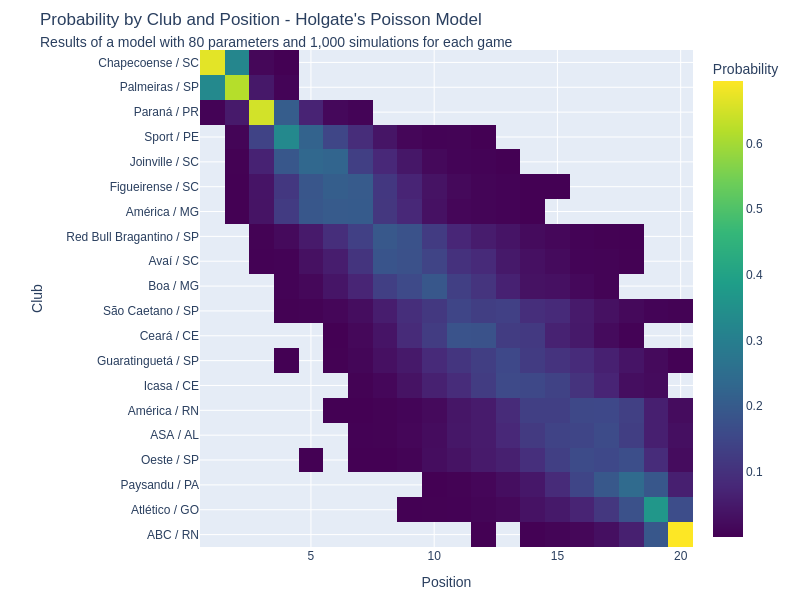 Probability by Club and Position - Holgate's Poisson Model
Results of a model with 80 parameters and 1,000 simulations for each game
Probability
Chapecoense / SC
Palmeiras / SP
Paraná / PR
Sport / PE
Joinville / SC
Figueirense / SC
América / MG
Red Bull Bragantino / SP
Avaí / SC
Boa / MG
São Caetano / SP
Ceará / CE
Guaratinguetá / SP
Icasa / CE
América / RN
ASA / AL
Oeste / SP
Paysandu / PA
Atlético / GO
ABC / RN
Club
0.6
0.5
0.4
0.3
0.2
0.1
5
10
15
20
Position